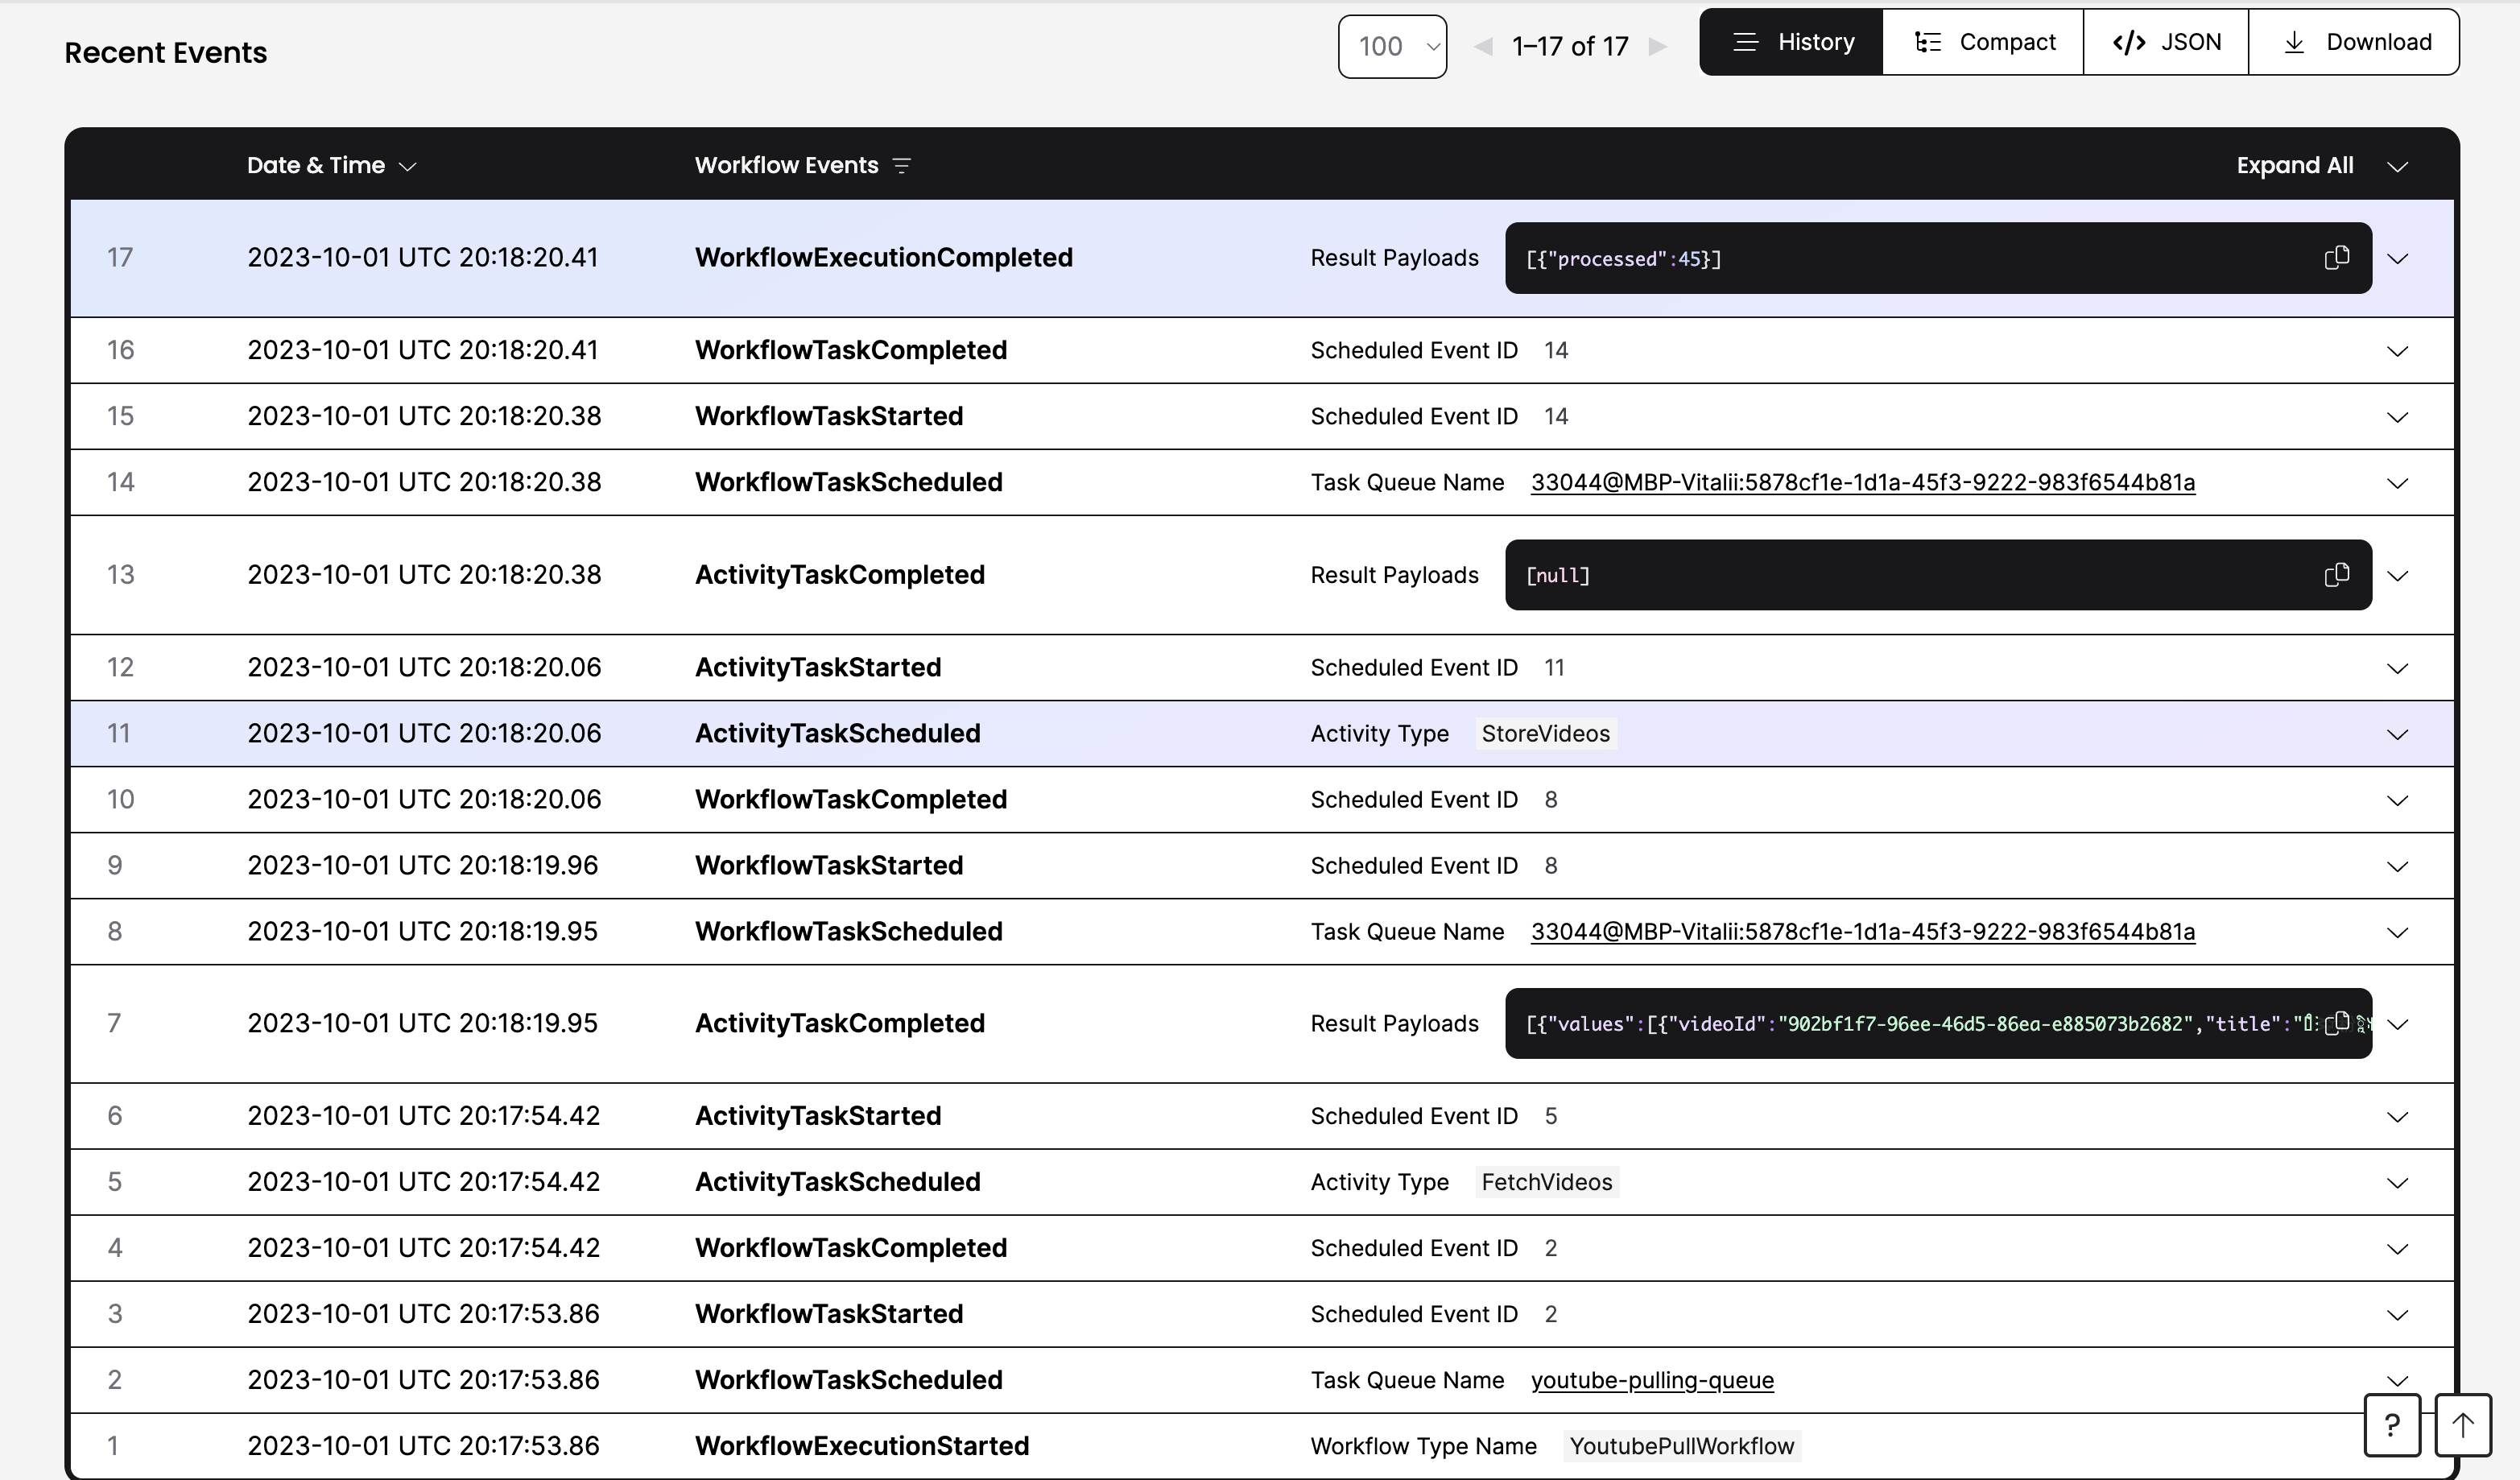 Recent Events
100
1–17 of 17
History
Compact
JSON
Download
Date & Time
Workflow Events
Expand All
17 2023-10-01 UTC 20:18:20.41 WorkflowExecutionCompleted Result Payloads [{"processed":45}]
16 2023-10-01 UTC 20:18:20.41 WorkflowTaskCompleted Scheduled Event ID 14
15 2023-10-01 UTC 20:18:20.38 WorkflowTaskStarted Scheduled Event ID 14
14 2023-10-01 UTC 20:18:20.38 WorkflowTaskScheduled Task Queue Name 33044@MBP-Vitalii:5878cf1e-1d1a-45f3-9222-983f6544b81a
13 2023-10-01 UTC 20:18:20.38 ActivityTaskCompleted Result Payloads [null]
12 2023-10-01 UTC 20:18:20.06 ActivityTaskStarted Scheduled Event ID 11
11 2023-10-01 UTC 20:18:20.06 ActivityTaskScheduled Activity Type StoreVideos
10 2023-10-01 UTC 20:18:20.06 WorkflowTaskCompleted Scheduled Event ID 8
9 2023-10-01 UTC 20:18:19.96 WorkflowTaskStarted Scheduled Event ID 8
8 2023-10-01 UTC 20:18:19.95 WorkflowTaskScheduled Task Queue Name 33044@MBP-Vitalii:5878cf1e-1d1a-45f3-9222-983f6544b81a
7 2023-10-01 UTC 20:18:19.95 ActivityTaskCompleted Result Payloads [{"values":[{"videoId":"902bf1f7-96ee-46d5-86ea-e885073b2682","title":"
6 2023-10-01 UTC 20:17:54.42 ActivityTaskStarted Scheduled Event ID 5
5 2023-10-01 UTC 20:17:54.42 ActivityTaskScheduled Activity Type FetchVideos
4 2023-10-01 UTC 20:17:54.42 WorkflowTaskCompleted Scheduled Event ID 2
3 2023-10-01 UTC 20:17:53.86 WorkflowTaskStarted Scheduled Event ID 2
2 2023-10-01 UTC 20:17:53.86 WorkflowTaskScheduled Task Queue Name youtube-pulling-queue
1 2023-10-01 UTC 20:17:53.86 WorkflowExecutionStarted Workflow Type Name YoutubePullWorkflow
?